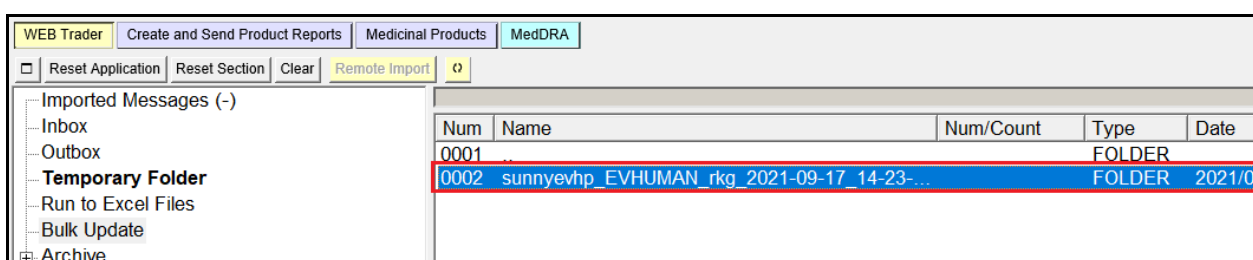 WEB Trader Create and Send Product Reports Medicinal Products MedDRA
Reset Application Reset Section Clear Remote Import
Imported Messages (-)
Inbox
Outbox
Temporary Folder
Run to Excel Files
Bulk Update
Archive
Num Name Num/Count Type Date
0001 .. FOLDER
0002 sunnyevhp_EVHUMAN_rkg_2021-09-17_14-23-... FOLDER 2021/0